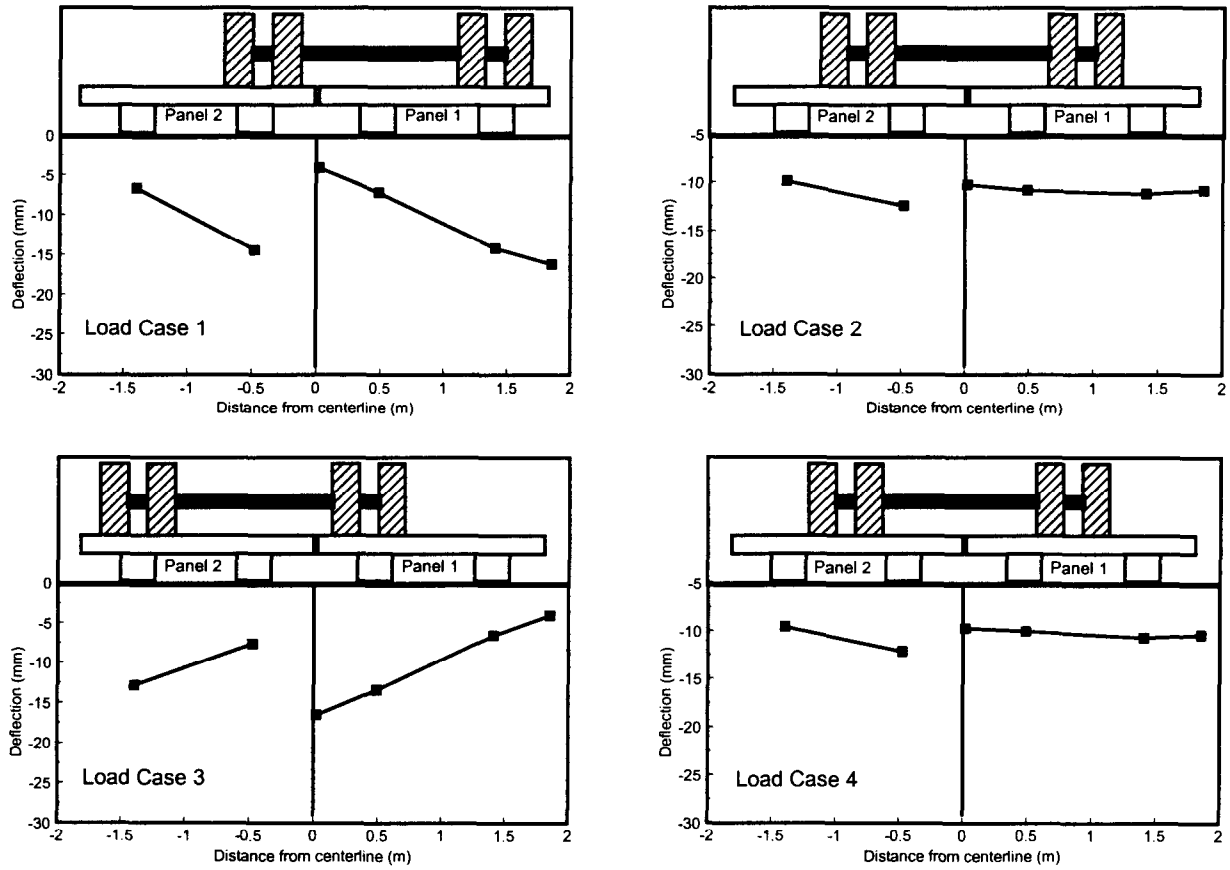 Panel 2 Panel 1
0
-5
-10
-15
-20
-25
-30
Deflection (mm)
Load Case 1
-2 -1.5 -1 -0.5 0 0.5 1 1.5 2
Distance from centerline (m)
Panel 2 Panel 1
-5
-10
-15
-20
-25
-30
Deflection (mm)
Load Case 2
-2 -1.5 -1 -0.5 0 0.5 1 1.5 2
Distance from centerline (m)
Panel 2 Panel 1
0
-5
-10
-15
-20
-25
-30
Deflection (mm)
Load Case 3
-2 -1.5 -1 -0.5 0 0.5 1 1.5 2
Distance from centerline (m)
Panel 2 Panel 1
-5
-10
-15
-20
-25
-30
Deflection (mm)
Load Case 4
-2 -1.5 -1 -0.5 0 0.5 1 1.5 2
Distance from centerline (m)